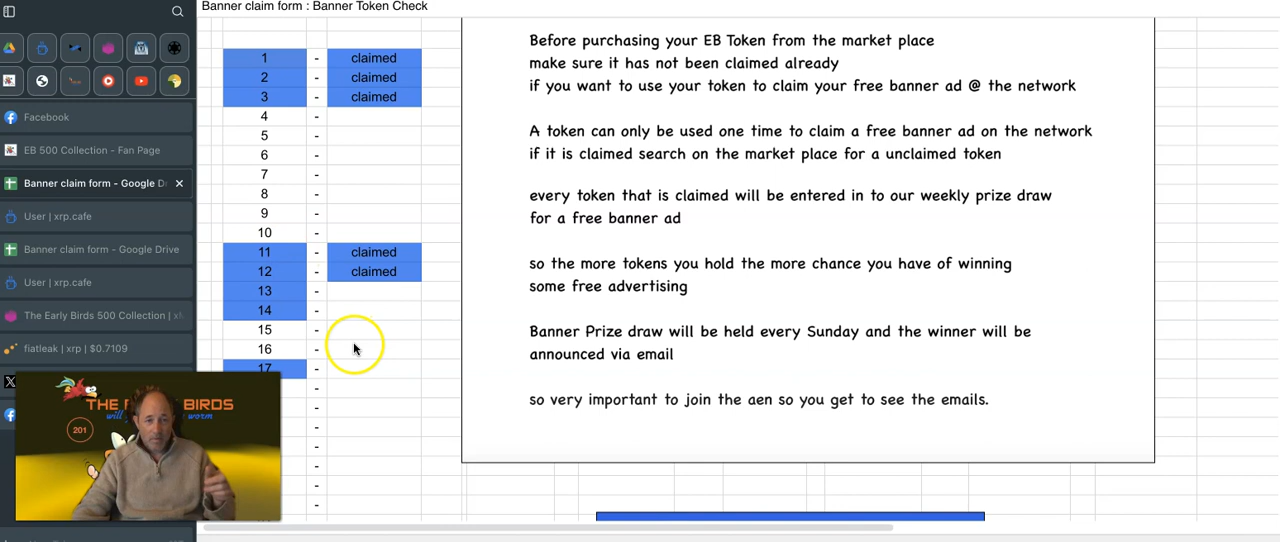 Banner claim form : Banner Token Check
Facebook
EB 500 Collection - Fan Page
Banner claim form - Google D
User | xrp.cafe
Banner claim form - Google Drive
User | xrp.cafe
The Early Birds 500 Collection |
fiatleak | xrp | $0.7109
1 - claimed
2 - claimed
3 - claimed
4 -
5 -
6 -
7 -
8 -
9 -
10 -
11 - claimed
12 - claimed
13 -
14 -
15 -
16 -
17 -
Before purchasing your EB Token from the market place
make sure it has not been claimed already
if you want to use your token to claim your free banner ad @ the network
A token can only be used one time to claim a free banner ad on the network
if it is claimed search on the market place for a unclaimed token
every token that is claimed will be entered in to our weekly prize draw
for a free banner ad
so the more tokens you hold the more chance you have of winning
some free advertising
Banner Prize draw will be held every Sunday and the winner will be
announced via email
so very important to join the aen so you get to see the emails.
THE BIRDS
will worm
201